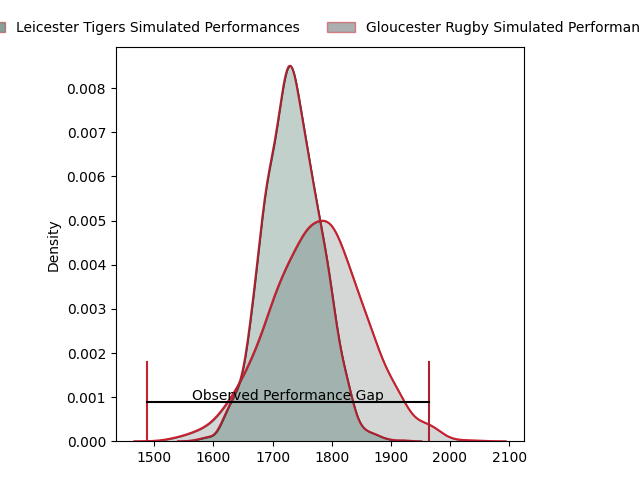 Leicester Tigers Simulated Performances Gloucester Rugby Simulated Performan
0.008
0.007
0.006
0.005
0.004
0.003
0.002
0.001
0.000
Density
Observed Performance Gap
1500 1600 1700 1800 1900 2000 2100